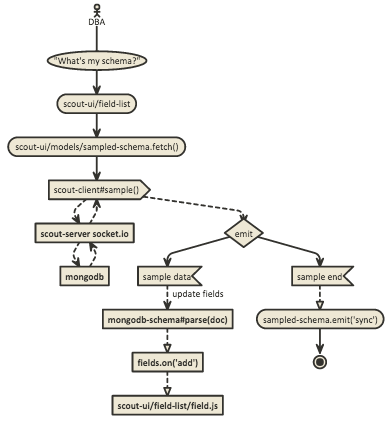 DBA
"What's my schema?"
scout-ui/field-list
scout-ui/models/sampled-schema.fetch()
scout-client#sample()
scout-server socket.io
emit
mongodb
sample data
sample end
update fields
mongodb-schema#parse(doc)
sampled-schema.emit('sync')
fields.on('add')
scout-ui/field-list/field.js